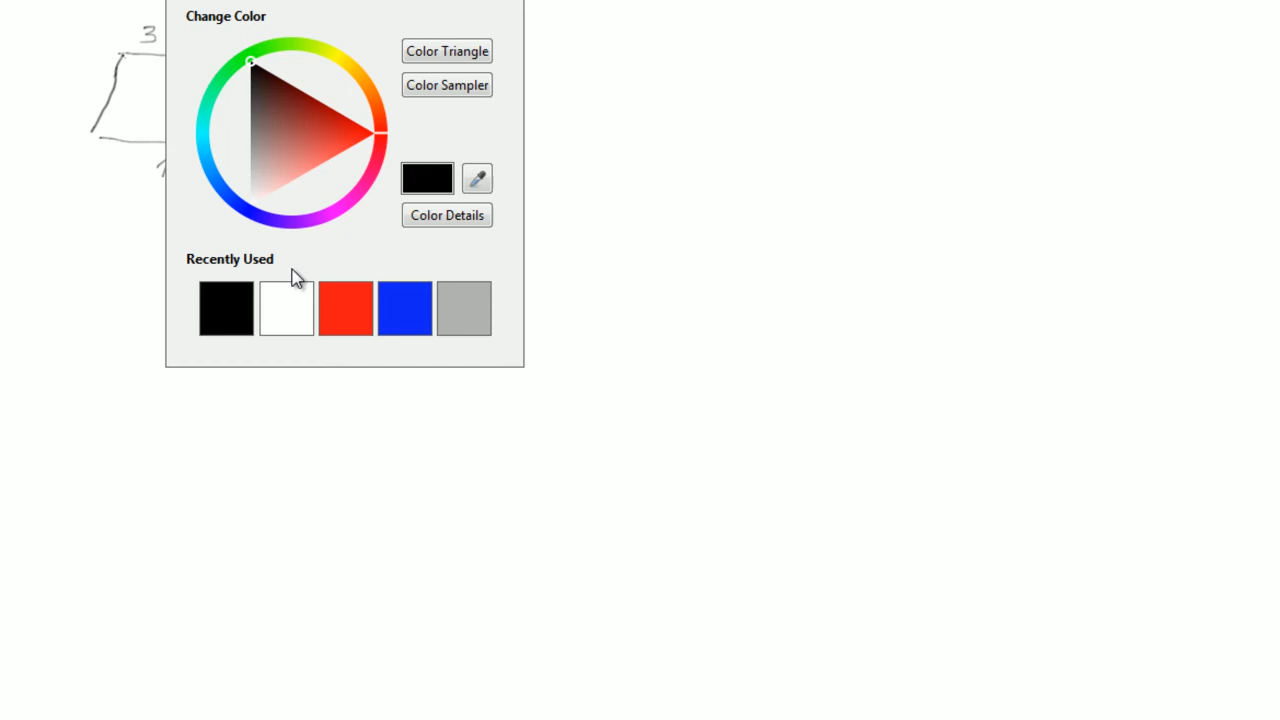 Change Color
3
Color Triangle
Color Sampler
Color Details
Recently Used